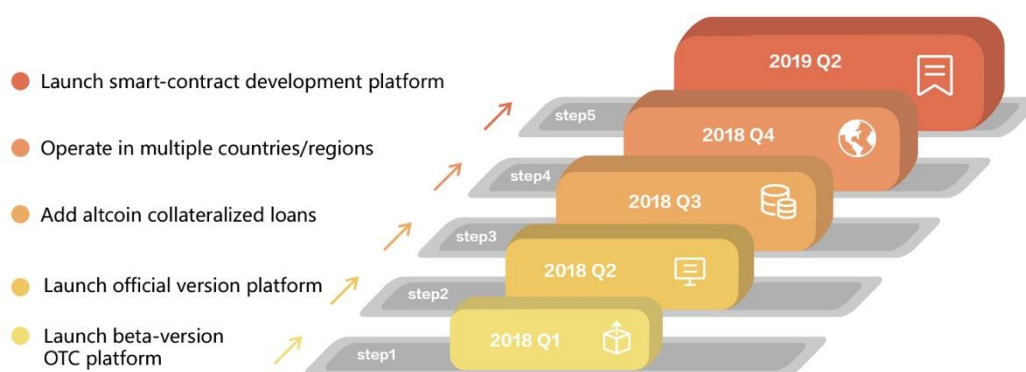 Launch smart-contract development platform
Operate in multiple countries/regions
Add altcoin collateralized loans
Launch official version platform
Launch beta-version
OTC platform
2019 Q2
step5
2018 Q4
step4
2018 Q3
step3
2018 Q2
step2
2018 Q1
step1